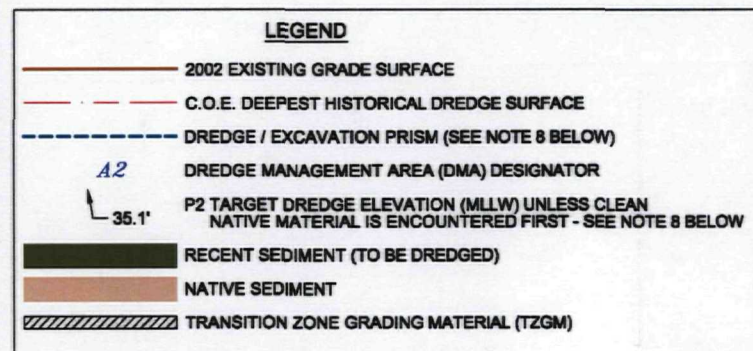 LEGEND
2002 EXISTING GRADE SURFACE
C.O.E. DEEPEST HISTORICAL DREDGE SURFACE
DREDGE / EXCAVATION PRISM (SEE NOTE 8 BELOW)
A2 DREDGE MANAGEMENT AREA (DMA) DESIGNATOR
P2 TARGET DREDGE ELEVATION (MLLW) UNLESS CLEAN
35.1' NATIVE MATERIAL IS ENCOUNTERED FIRST - SEE NOTE 8 BELOW
RECENT SEDIMENT (TO BE DREDGED)
NATIVE SEDIMENT
TRANSITION ZONE GRADING MATERIAL (TZGM)